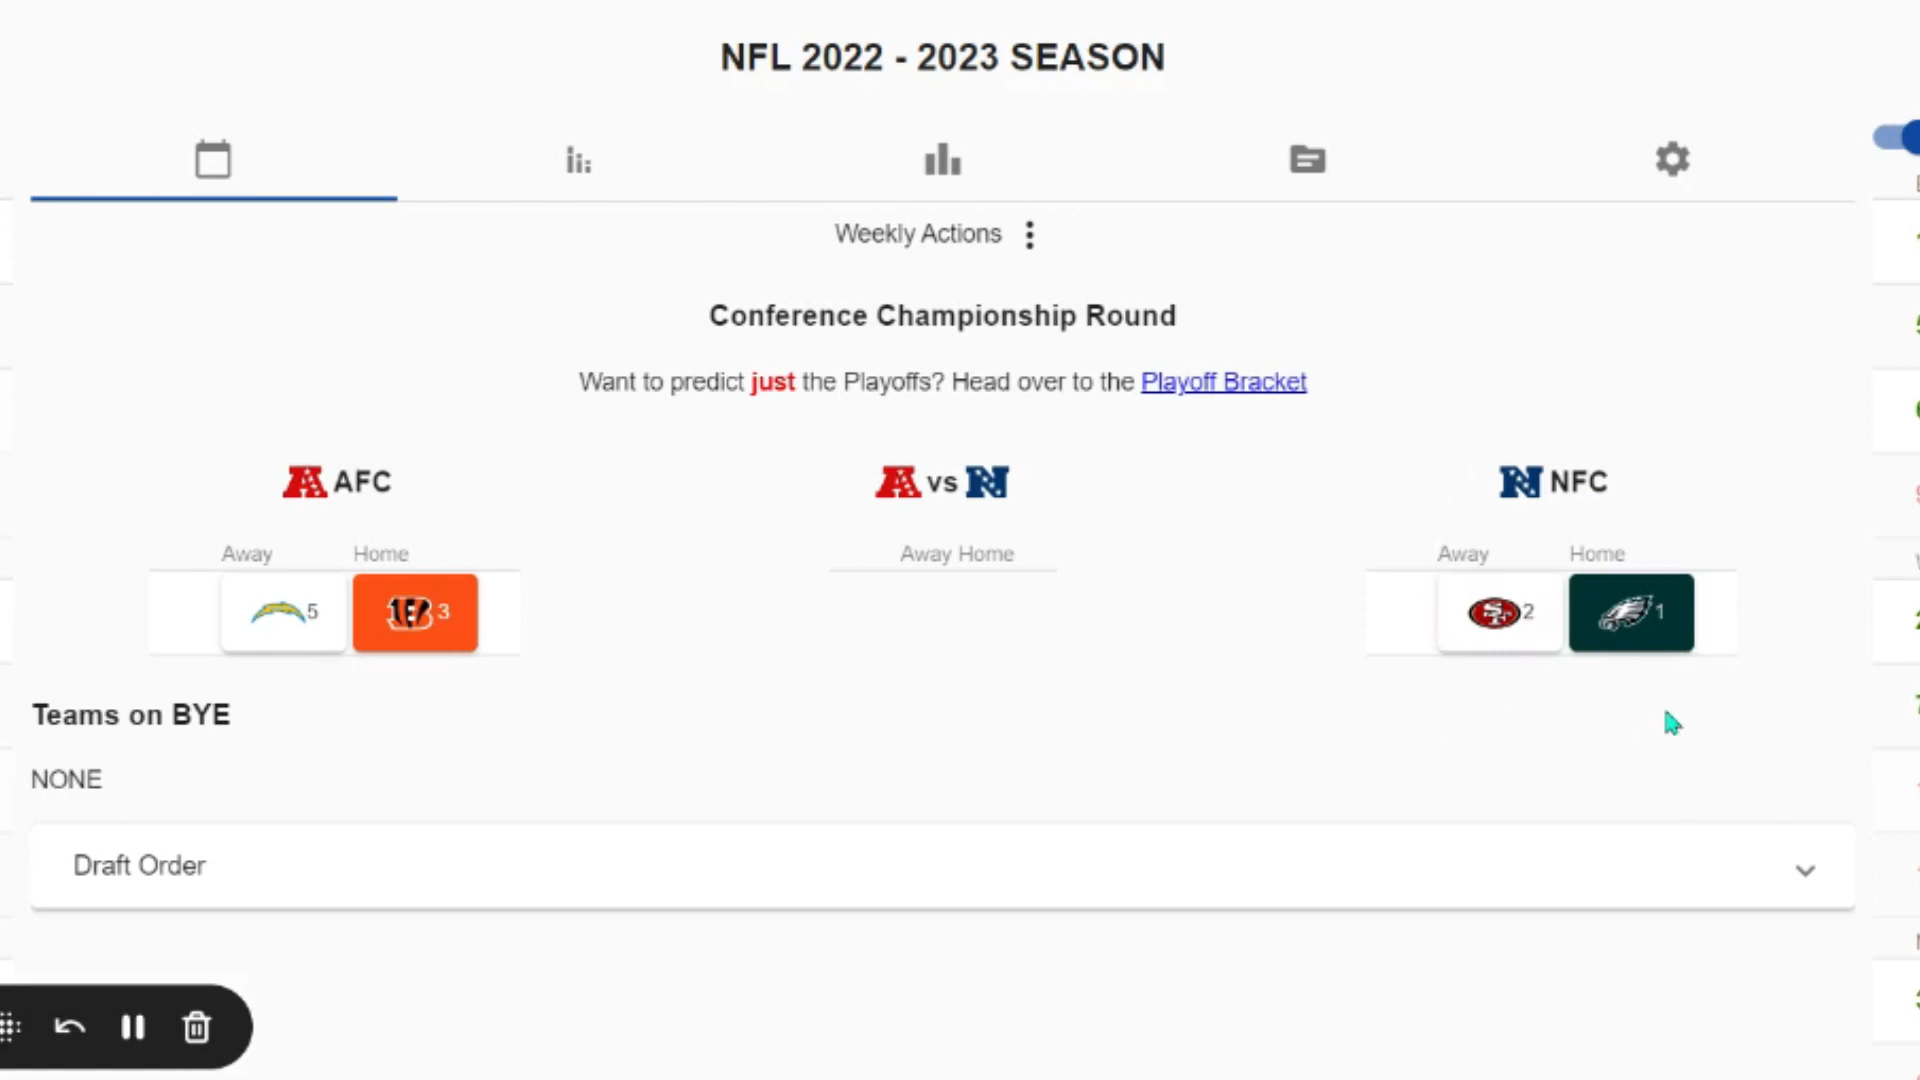 NFL 2022 - 2023 SEASON
Weekly Actions
Conference Championship Round
Want to predict just the Playoffs? Head over to the Playoff Bracket
A AFC
A vs N
N NFC
Away Home
Away Home
Away Home
5
3
2
1
Teams on BYE
NONE
Draft Order